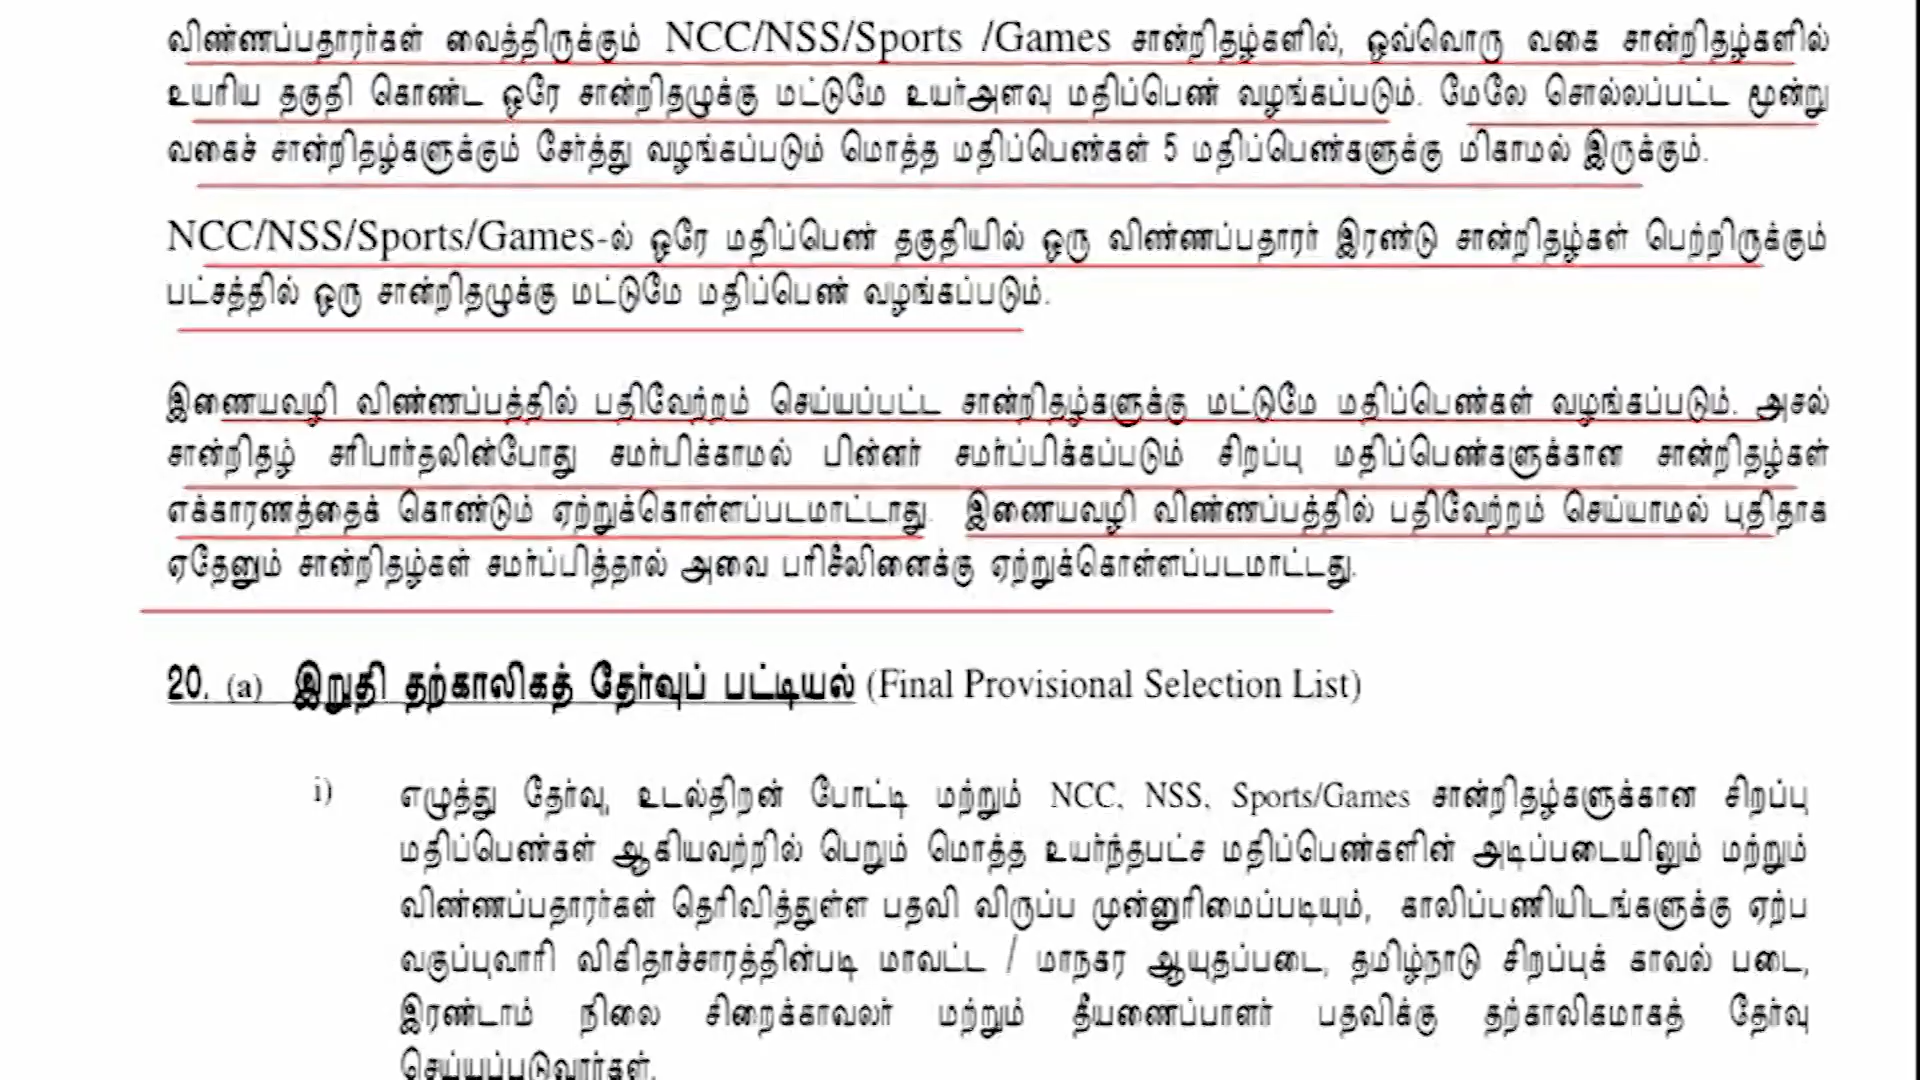 விண்ணப்பதாரர்கள் வைத்திருக்கும் NCC/NSS/Sports /Games சான்றிதழ்களில், ஒவ்வொரு வகை சான்றிதழ்களில்
உயரிய தகுதி கொண்ட ஒரே சான்றிதழுக்கு மட்டுமே உயர்அளவு மதிப்பெண் வழங்கப்படும். மேலே சொல்லப்பட்ட மூன்று
வகைச் சான்றிதழ்களுக்கும் சேர்த்து வழங்கப்படும் மொத்த மதிப்பெண்கள் 5 மதிப்பெண்களுக்கு மிகாமல் இருக்கும்.
NCC/NSS/Sports/Games-ல் ஒரே மதிப்பெண் தகுதியில் ஒரு விண்ணப்பதாரர் இரண்டு சான்றிதழ்கள் பெற்றிருக்கும்
பட்சத்தில் ஒரு சான்றிதழுக்கு மட்டுமே மதிப்பெண் வழங்கப்படும்.
இணையவழி விண்ணப்பத்தில் பதிவேற்றம் செய்யப்பட்ட சான்றிதழ்களுக்கு மட்டுமே மதிப்பெண்கள் வழங்கப்படும். அசல்
சான்றிதழ் சரிபார்தலின்போது சமர்பிக்காமல் பின்னர் சமர்ப்பிக்கப்படும் சிறப்பு மதிப்பெண்களுக்கான சான்றிதழ்கள்
எக்காரணத்தைக் கொண்டும் ஏற்றுக்கொள்ளப்படமாட்டாது. இணையவழி விண்ணப்பத்தில் பதிவேற்றம் செய்யாமல் புதிதாக
ஏதேனும் சான்றிதழ்கள் சமர்ப்பித்தால் அவை பரிசீலினைக்கு ஏற்றுக்கொள்ளப்படமாட்டது.
20. (a) இறுதி தற்காலிகத் தேர்வுப் பட்டியல் (Final Provisional Selection List)
i) எழுத்து தேர்வு, உடல்திறன் போட்டி மற்றும் NCC, NSS, Sports/Games சான்றிதழ்களுக்கான சிறப்பு
மதிப்பெண்கள் ஆகியவற்றில் பெறும் மொத்த உயர்ந்தபட்ச மதிப்பெண்களின் அடிப்படையிலும் மற்றும்
விண்ணப்பதாரர்கள் தெரிவித்துள்ள பதவி விருப்ப முன்னுரிமைப்படியும், காலிப்பணியிடங்களுக்கு ஏற்ப
வகுப்புவாரி விகிதாச்சாரத்தின்படி மாவட்ட / மாநகர ஆயுதப்படை, தமிழ்நாடு சிறப்புக் காவல் படை,
இரண்டாம் நிலை சிறைக்காவலர் மற்றும் தீயணைப்பாளர் பதவிக்கு தற்காலிகமாகத் தேர்வு
செய்யப்படுவார்கள்.